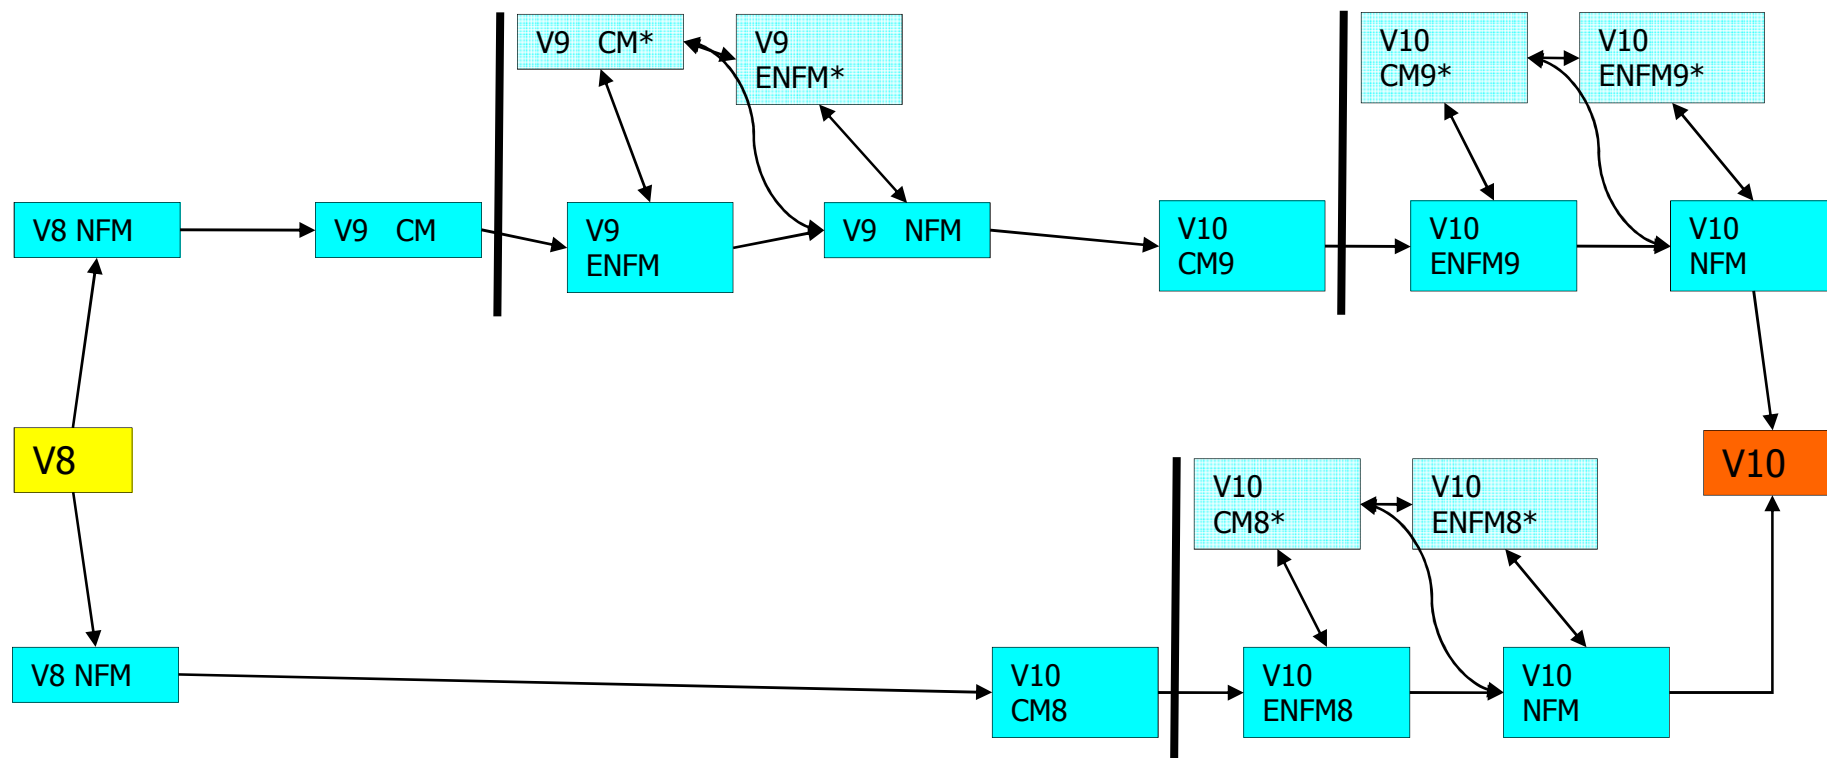 V9 CM*
V9
ENFM*
V10
CM9*
V10
ENFM9*
V8 NFM
V9 CM
V9
ENFM
V9 NFM
V10
CM9
V10
ENFM9
V10
NFM
V8
V10
V10
CM8*
V10
ENFM8*
V8 NFM
V10
CM8
V10
ENFM8
V10
NFM